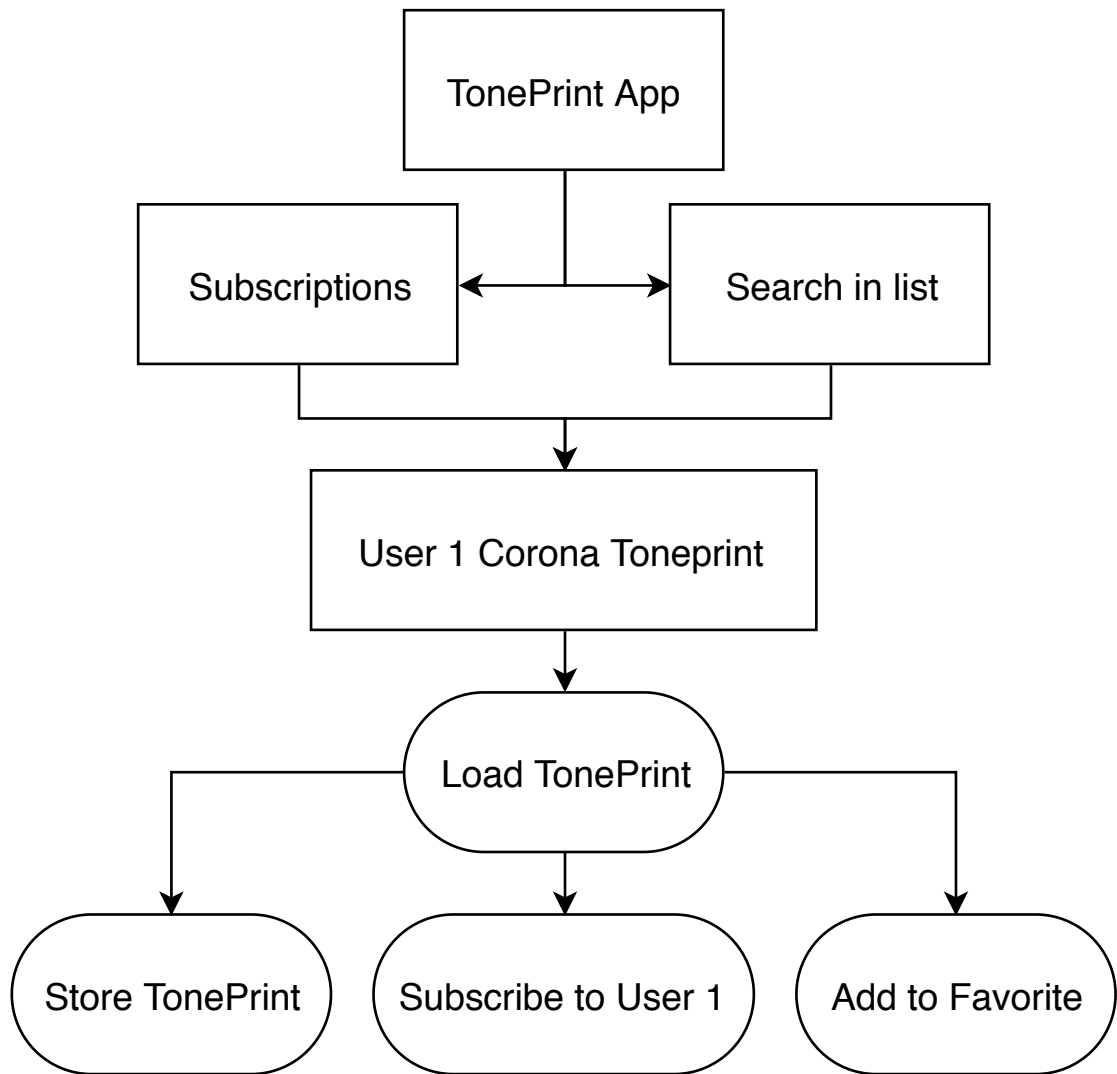 TonePrint App
Subscriptions
Search in list
User 1 Corona Toneprint
Load TonePrint
Store TonePrint
Subscribe to User 1
Add to Favorite